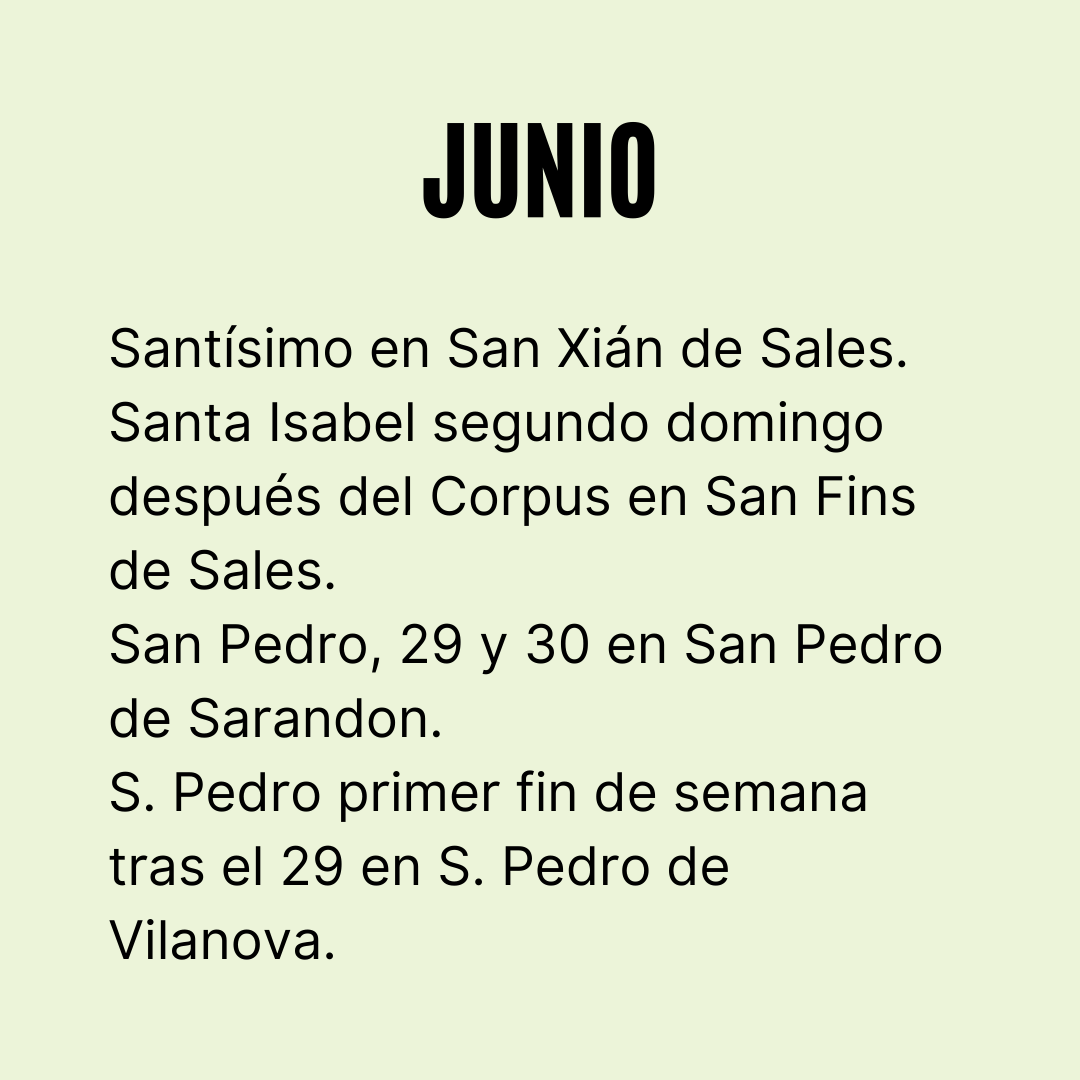 JUNIO
Santísimo en San Xián de Sales.
Santa Isabel segundo domingo
después del Corpus en San Fins
de Sales.
San Pedro, 29 y 30 en San Pedro
de Sarandon.
S. Pedro primer fin de semana
tras el 29 en S. Pedro de
Vilanova.